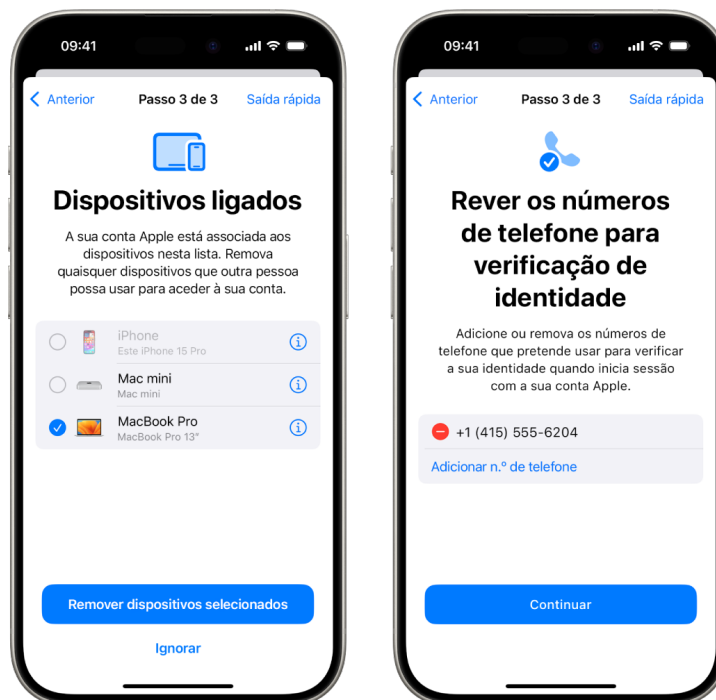 09:41
Anterior
Passo 3 de 3
Saída rápida
Dispositivos ligados
A sua conta Apple está associada aos
dispositivos nesta lista. Remova
quaisquer dispositivos que outra pessoa
possa usar para aceder à sua conta.
iPhone
Este iPhone 15 Pro
Mac mini
Mac mini
MacBook Pro
MacBook Pro 13"
Remover dispositivos selecionados
Ignorar
09:41
Anterior
Passo 3 de 3
Saída rápida
Rever os números
de telefone para
verificação de
identidade
Adicione ou remova os números de
telefone que pretende usar para verificar
a sua identidade quando inicia sessão
com a sua conta Apple.
+1 (415) 555-6204
Adicionar n.º de telefone
Continuar